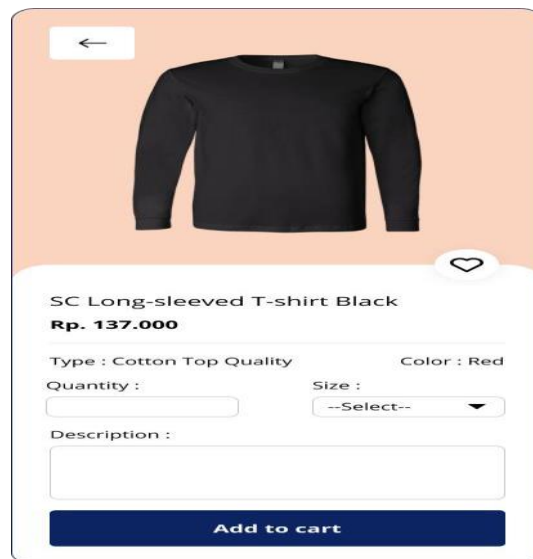 SC Long-sleeved T-shirt Black
Rp. 137.000
Type : Cotton Top Quality Color : Red
Quantity : Size :
--Select--
Description :
Add to cart